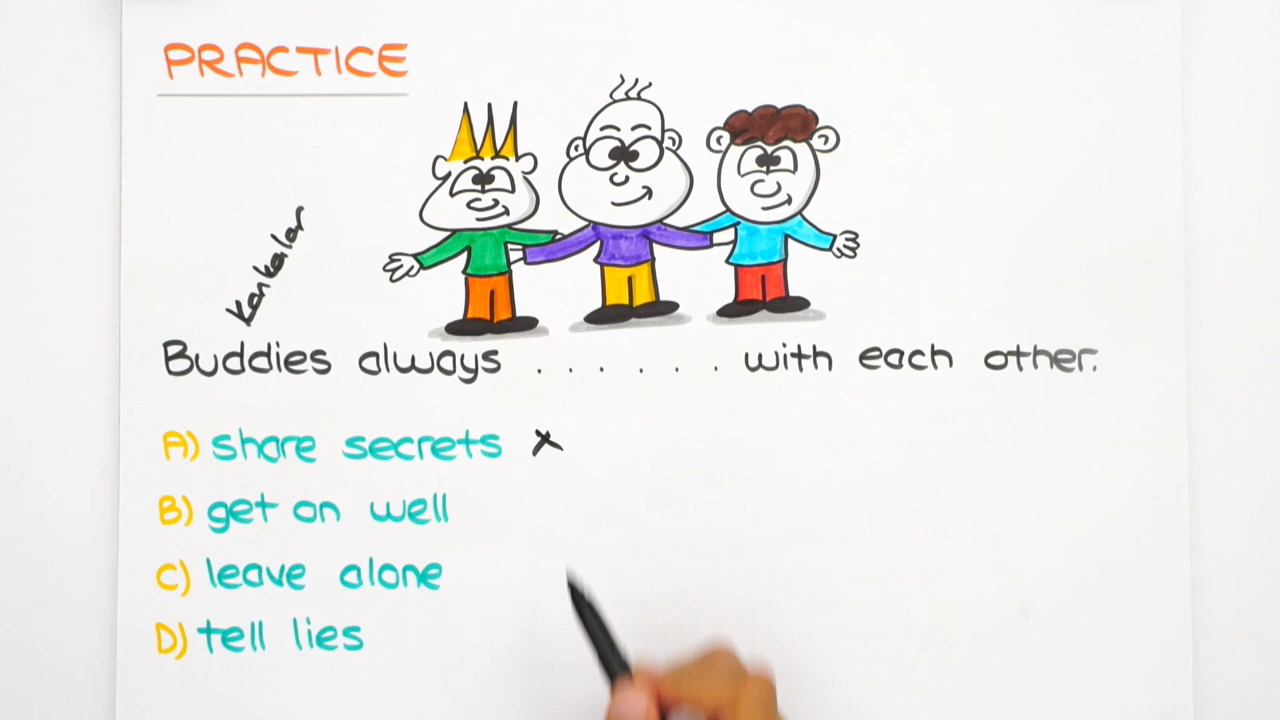 PRACTICE
Kankalar
Buddies always . . . . . . with each other.
A) share secrets x
B) get on well
C) leave alone
D) tell lies